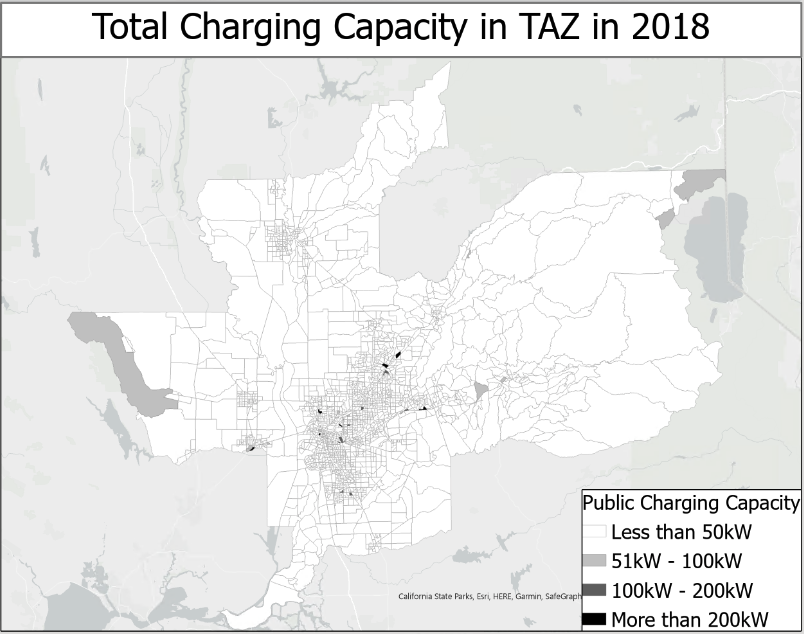 Total Charging Capacity in TAZ in 2018
Public Charging Capacity
Less than 50kW
51kW - 100kW
100kW - 200kW
More than 200kW
California State Parks, Esri, HERE, Garmin, SafeGraph